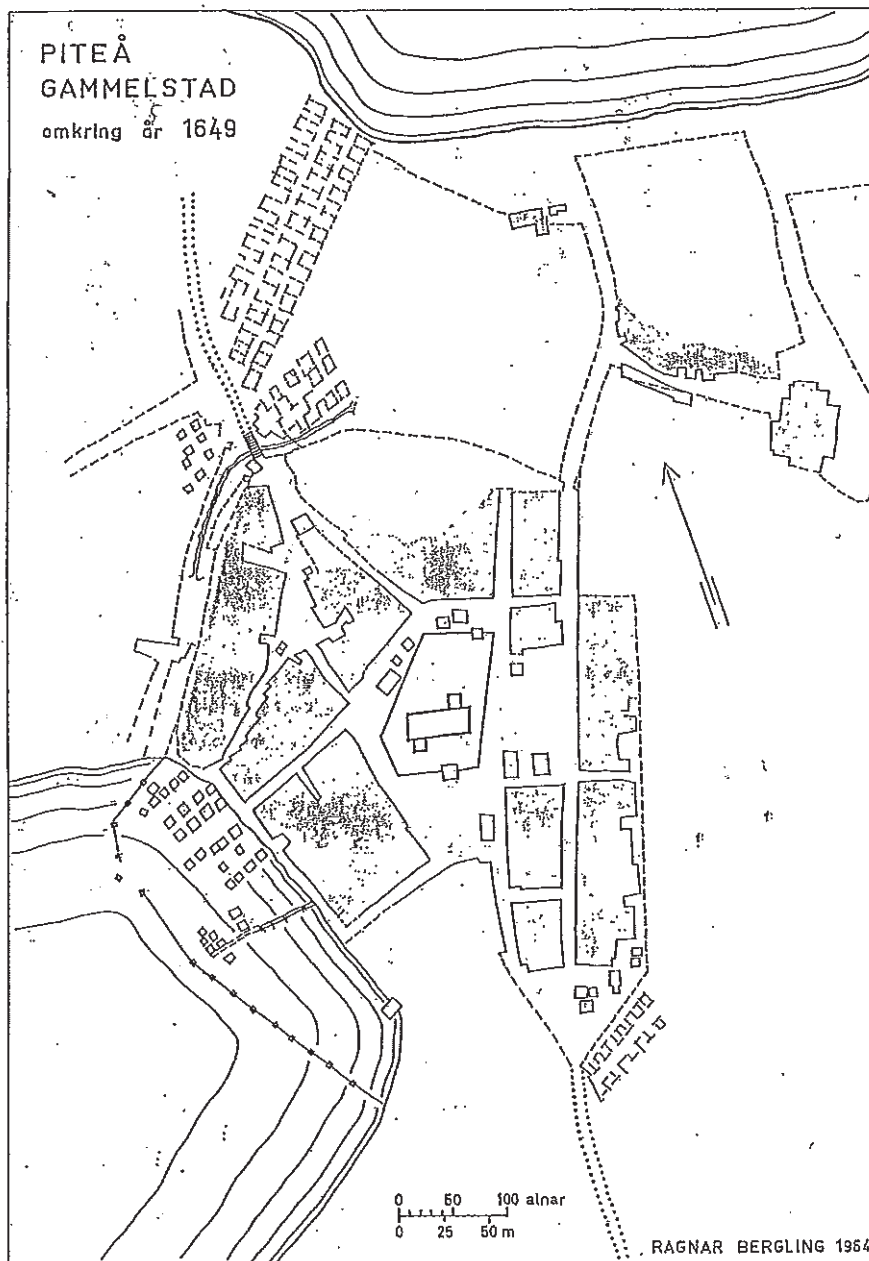 PITEÅ
GAMMELSTAD
omkring år 1649
0 50 100 alnar
0 25 50 m
RAGNAR BERGLING 1964